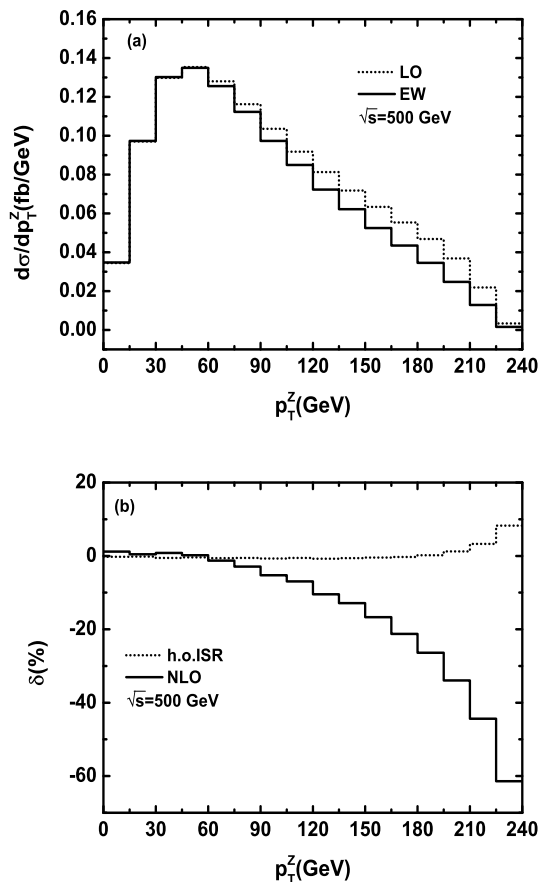 (a)
LO
EW
√s=500 GeV
dσ/dp_T^Z(fb/GeV)
0.16
0.14
0.12
0.10
0.08
0.06
0.04
0.02
0.00
0 30 60 90 120 150 180 210 240
p_T^Z(GeV)
(b)
h.o.ISR
NLO
√s=500 GeV
δ(%)
20
0
-20
-40
-60
0 30 60 90 120 150 180 210 240
p_T^Z(GeV)